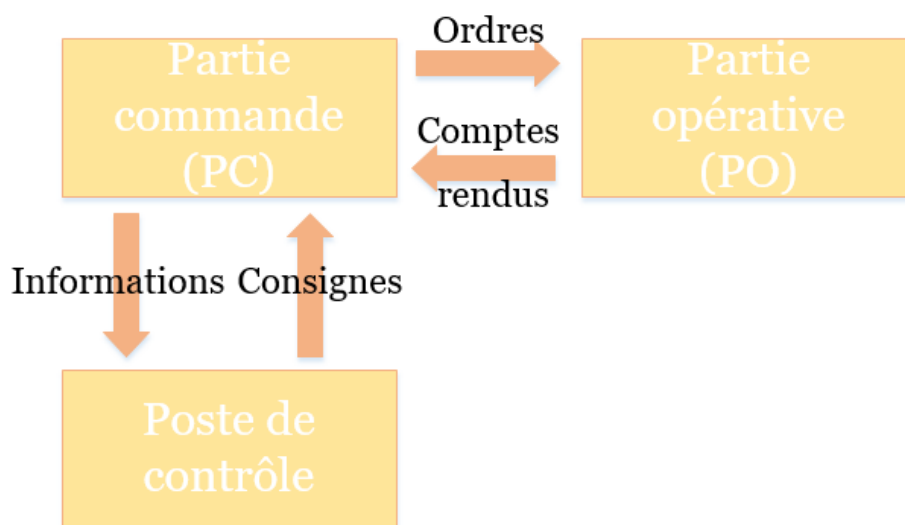 Partie
commande
(PC)
Ordres
Comptes
rendus
Partie
opérative
(PO)
Informations
Consignes
Poste de
contrôle